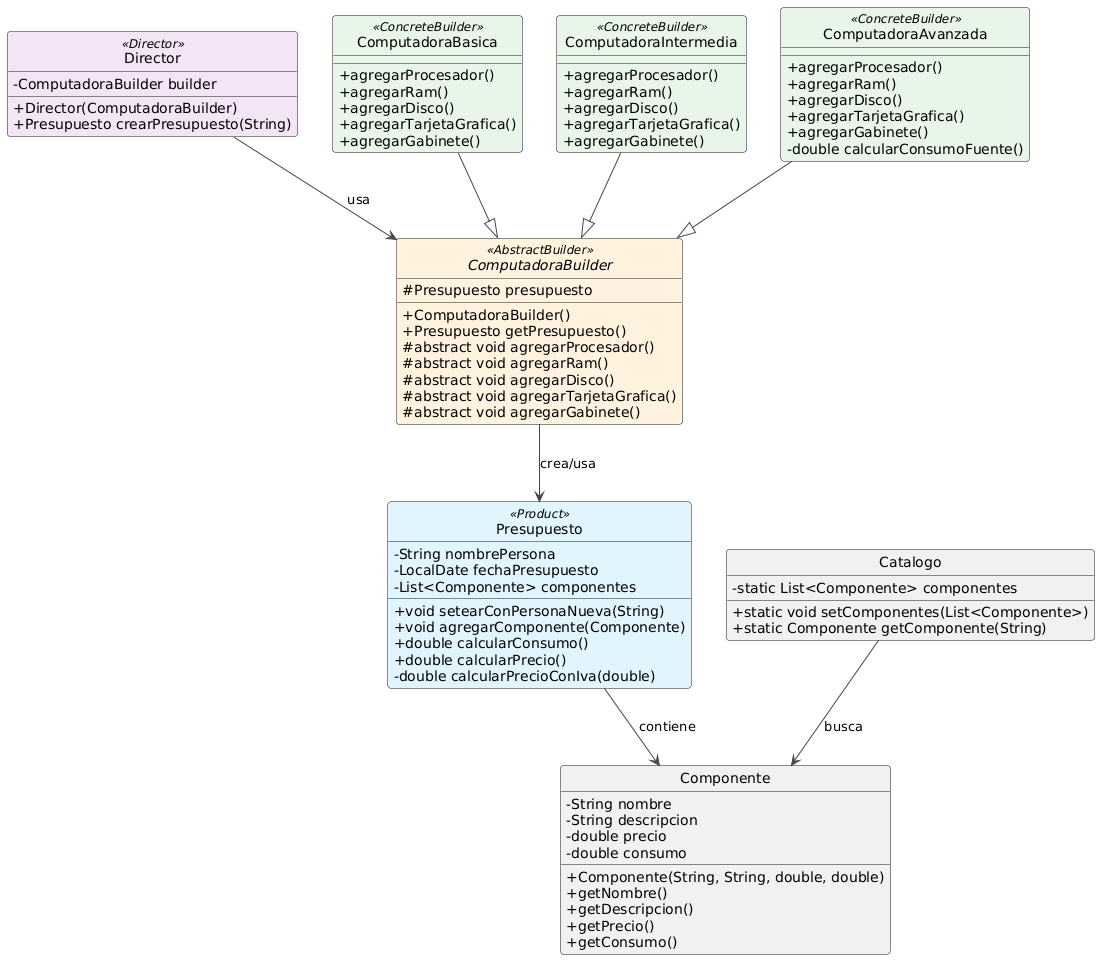 «Director»
Director
-ComputadoraBuilder builder
+Director(ComputadoraBuilder)
+Presupuesto crearPresupuesto(String)
«ConcreteBuilder»
ComputadoraBasica
+agregarProcesador()
+agregarRam()
+agregarDisco()
+agregarTarjetaGrafica()
+agregarGabinete()
«ConcreteBuilder»
ComputadoraIntermedia
+agregarProcesador()
+agregarRam()
+agregarDisco()
+agregarTarjetaGrafica()
+agregarGabinete()
«ConcreteBuilder»
ComputadoraAvanzada
+agregarProcesador()
+agregarRam()
+agregarDisco()
+agregarTarjetaGrafica()
+agregarGabinete()
-double calcularConsumoFuente()
usa
«AbstractBuilder»
ComputadoraBuilder
#Presupuesto presupuesto
+ComputadoraBuilder()
+Presupuesto getPresupuesto()
#abstract void agregarProcesador()
#abstract void agregarRam()
#abstract void agregarDisco()
#abstract void agregarTarjetaGrafica()
#abstract void agregarGabinete()
crea/usa
«Product»
Presupuesto
-String nombrePersona
-LocalDate fechaPresupuesto
-List<Componente> componentes
+void setearConPersonaNueva(String)
+void agregarComponente(Componente)
+double calcularConsumo()
+double calcularPrecio()
-double calcularPrecioConIva(double)
Catalogo
-static List<Componente> componentes
+static void setComponentes(List<Componente>)
+static Componente getComponente(String)
contiene
busca
Componente
-String nombre
-String descripcion
-double precio
-double consumo
+Componente(String, String, double, double)
+getNombre()
+getDescripcion()
+getPrecio()
+getConsumo()